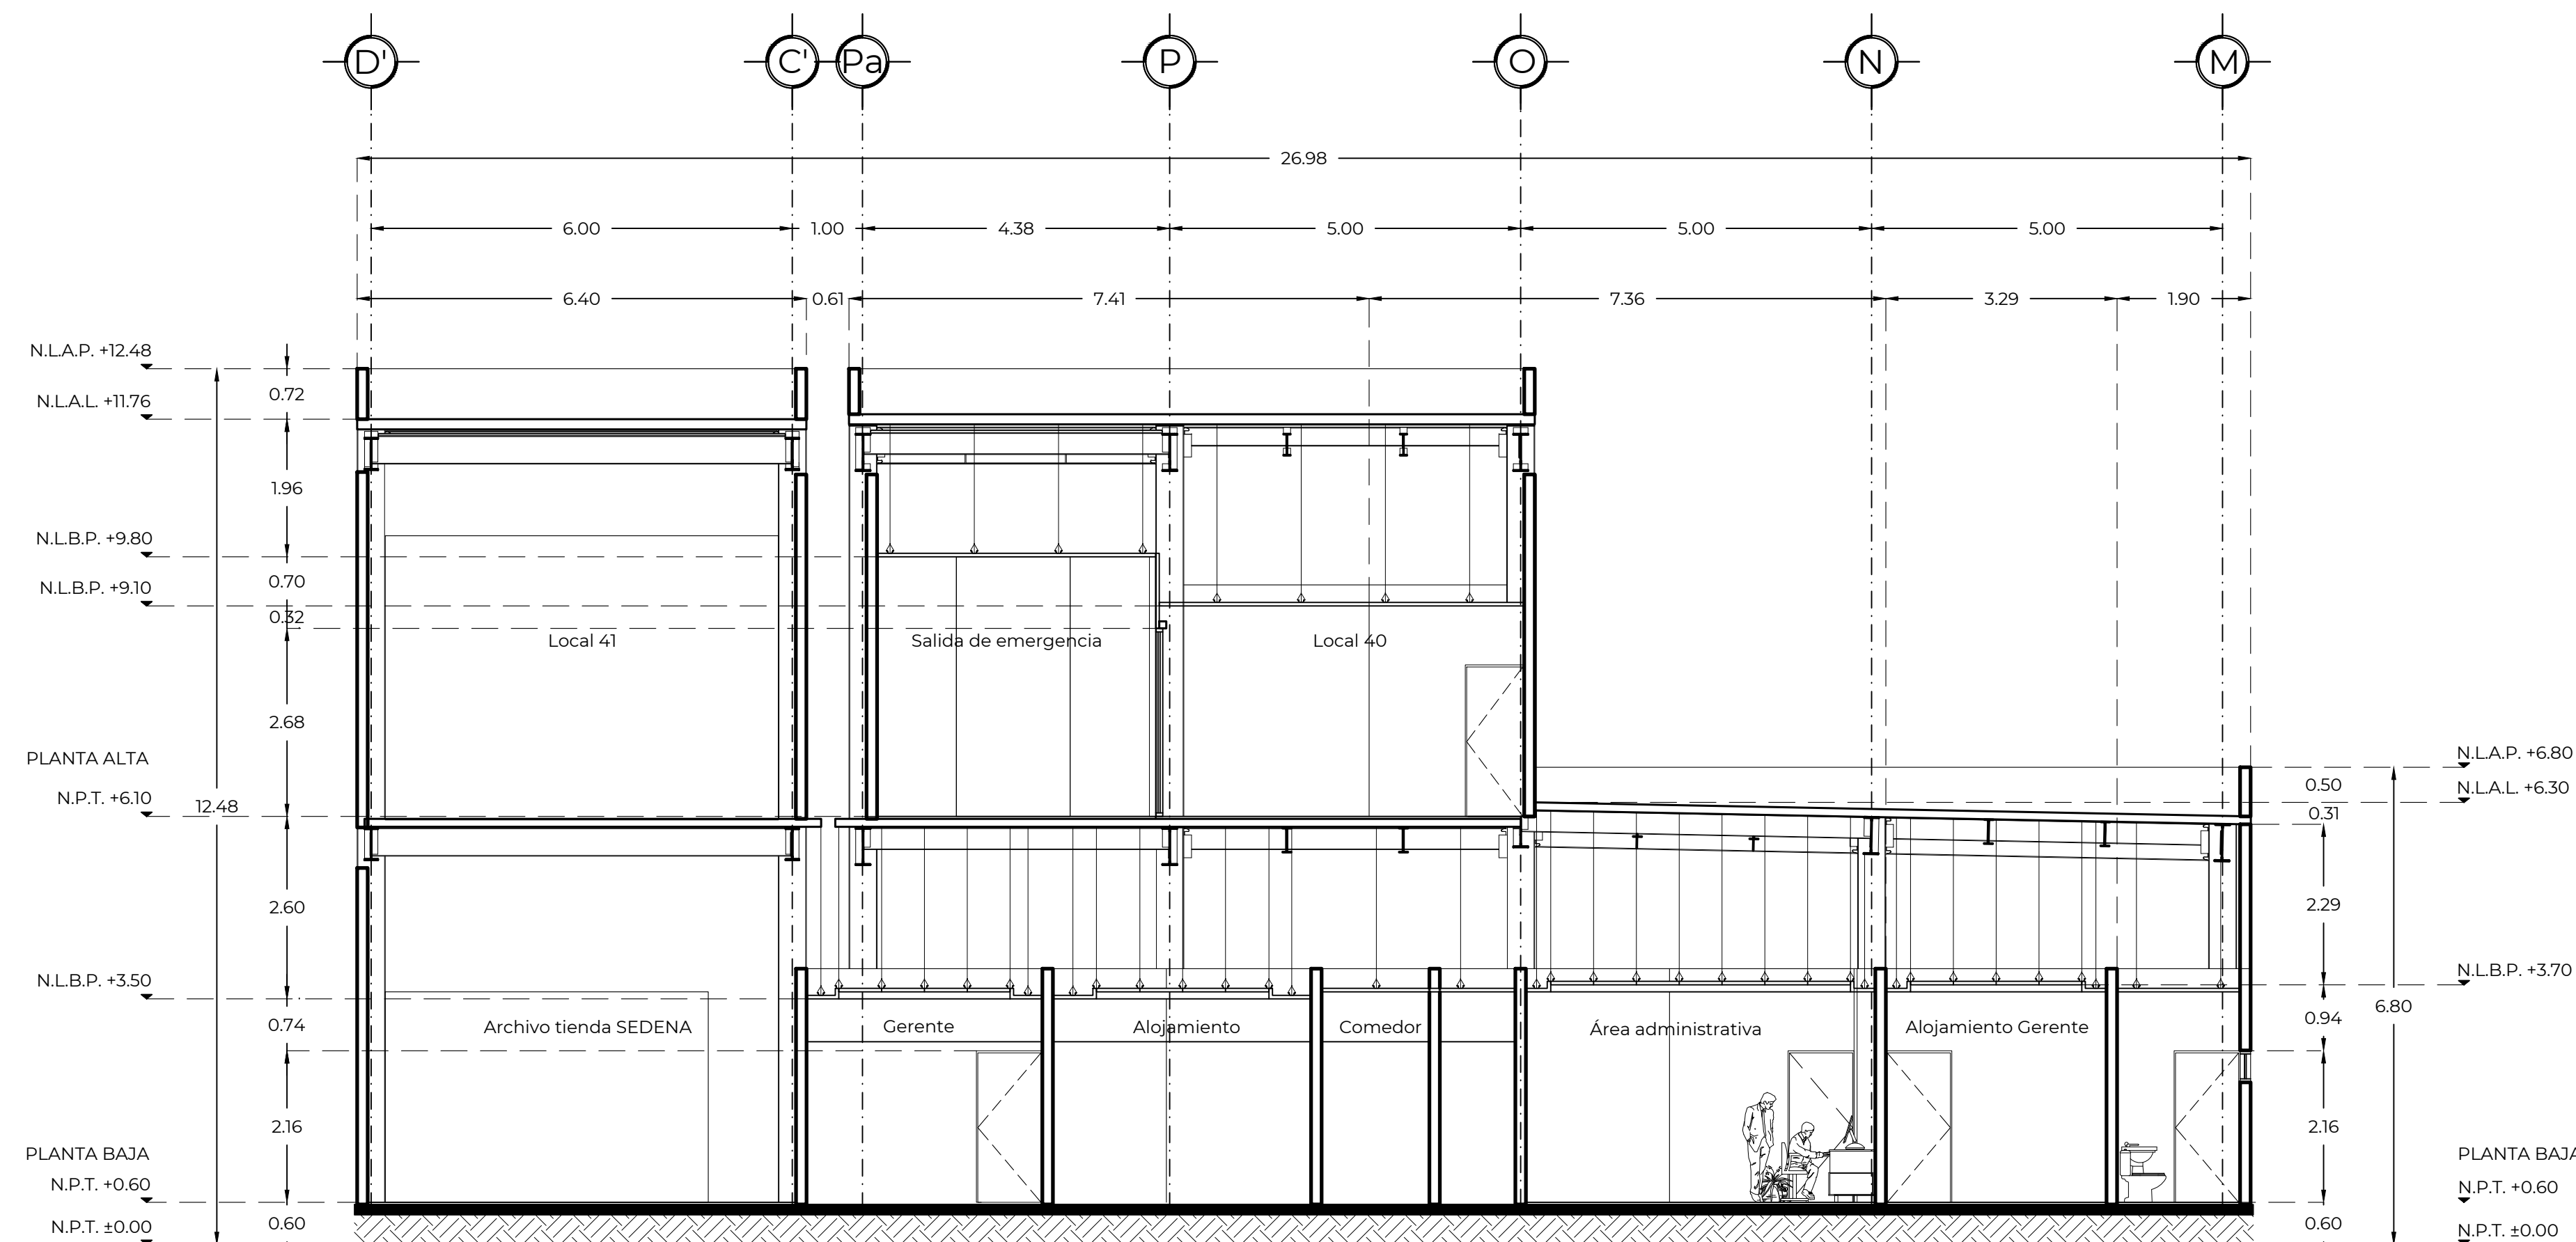 D' C' Pa P O N M
26.98
6.00 1.00 4.38 5.00 5.00 5.00
6.40 0.61 7.41 7.36 3.29 1.90
N.L.A.P. +12.48
0.72
N.L.A.L. +11.76
1.96
N.L.B.P. +9.80
0.70
N.L.B.P. +9.10
0.32
Local 41 Salida de emergencia Local 40
2.68
PLANTA ALTA
N.L.A.P. +6.80
0.50 N.L.A.L. +6.30
N.P.T. +6.10
12.48
0.31
2.60
2.29
N.L.B.P. +3.50
N.L.B.P. +3.70
0.74
6.80
0.94
Archivo tienda SEDENA Gerente Alojamiento Comedor Área administrativa Alojamiento Gerente
2.16
2.16
PLANTA BAJA
PLANTA BAJA
N.P.T. +0.60
N.P.T. +0.60
0.60
0.60
N.P.T. ±0.00
N.P.T. ±0.00